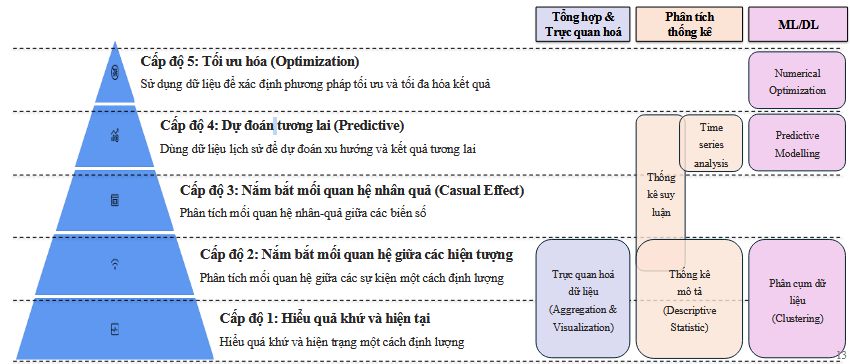 Tổng hợp &
Trực quan hoá
Phân tích
thống kê
ML/DL
Cấp độ 5: Tối ưu hóa (Optimization)
Sử dụng dữ liệu để xác định phương pháp tối ưu và tối đa hóa kết quả
Numerical
Optimization
Cấp độ 4: Dự đoán tương lai (Predictive)
Dùng dữ liệu lịch sử để dự đoán xu hướng và kết quả tương lai
Time
series
analysis
Predictive
Modelling
Thống
kê suy
luận
Cấp độ 3: Nắm bắt mối quan hệ nhân quả (Casual Effect)
Phân tích mối quan hệ nhân-quả giữa các biến số
Cấp độ 2: Nắm bắt mối quan hệ giữa các hiện tượng
Phân tích mối quan hệ giữa các sự kiện một cách định lượng
Trực quan hoá
dữ liệu
(Aggregation &
Visualization)
Thống kê
mô tả
(Descriptive
Statistic)
Phân cụm dữ
liệu
(Clustering)
Cấp độ 1: Hiểu quá khứ và hiện tại
Hiểu quá khứ và hiện trạng một cách định lượng
13